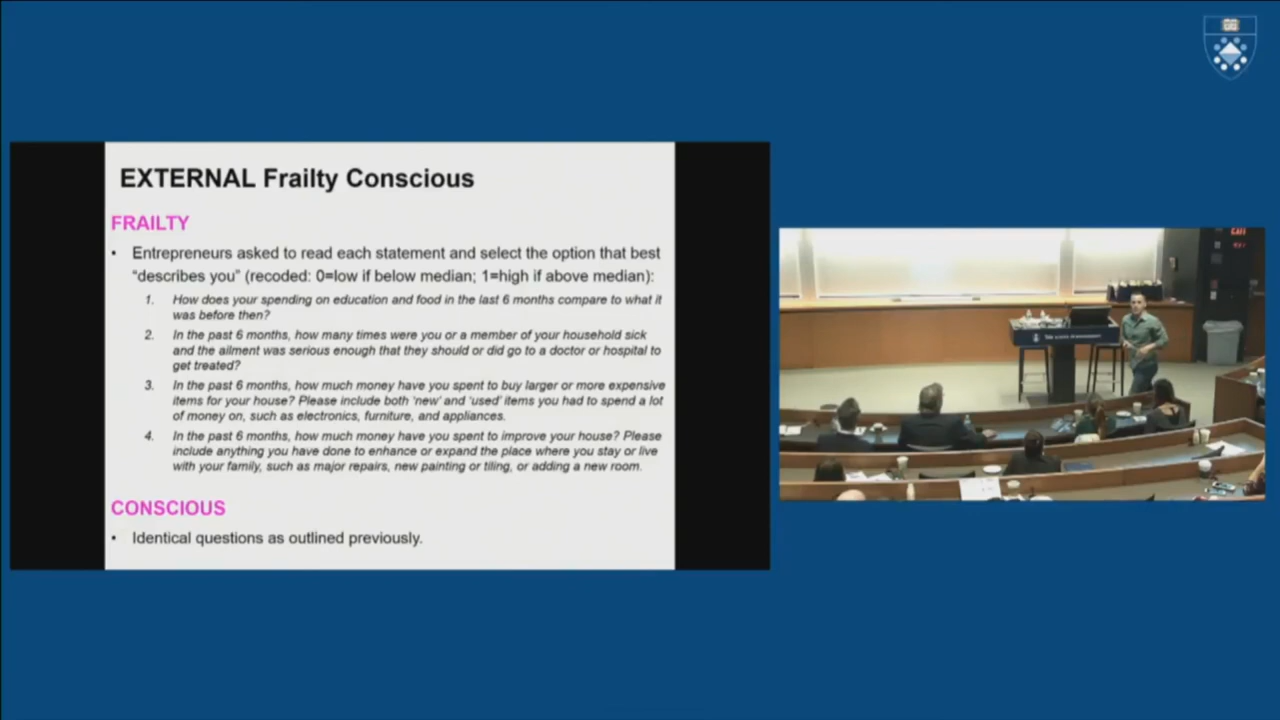 EXTERNAL Frailty Conscious
FRAILTY
• Entrepreneurs asked to read each statement and select the option that best
“describes you” (recoded: 0=low if below median; 1=high if above median):
1. How does your spending on education and food in the last 6 months compare to what it
was before then?
2. In the past 6 months, how many times were you or a member of your household sick
and the ailment was serious enough that they should or did go to a doctor or hospital to
get treated?
3. In the past 6 months, how much money have you spent to buy larger or more expensive
items for your house? Please include both ‘new’ and ‘used’ items you had to spend a lot
of money on, such as electronics, furniture, and appliances.
4. In the past 6 months, how much money have you spent to improve your house? Please
include anything you have done to enhance or expand the place where you stay or live
with your family, such as major repairs, new painting or tiling, or adding a new room.
CONSCIOUS
• Identical questions as outlined previously.
EXIT